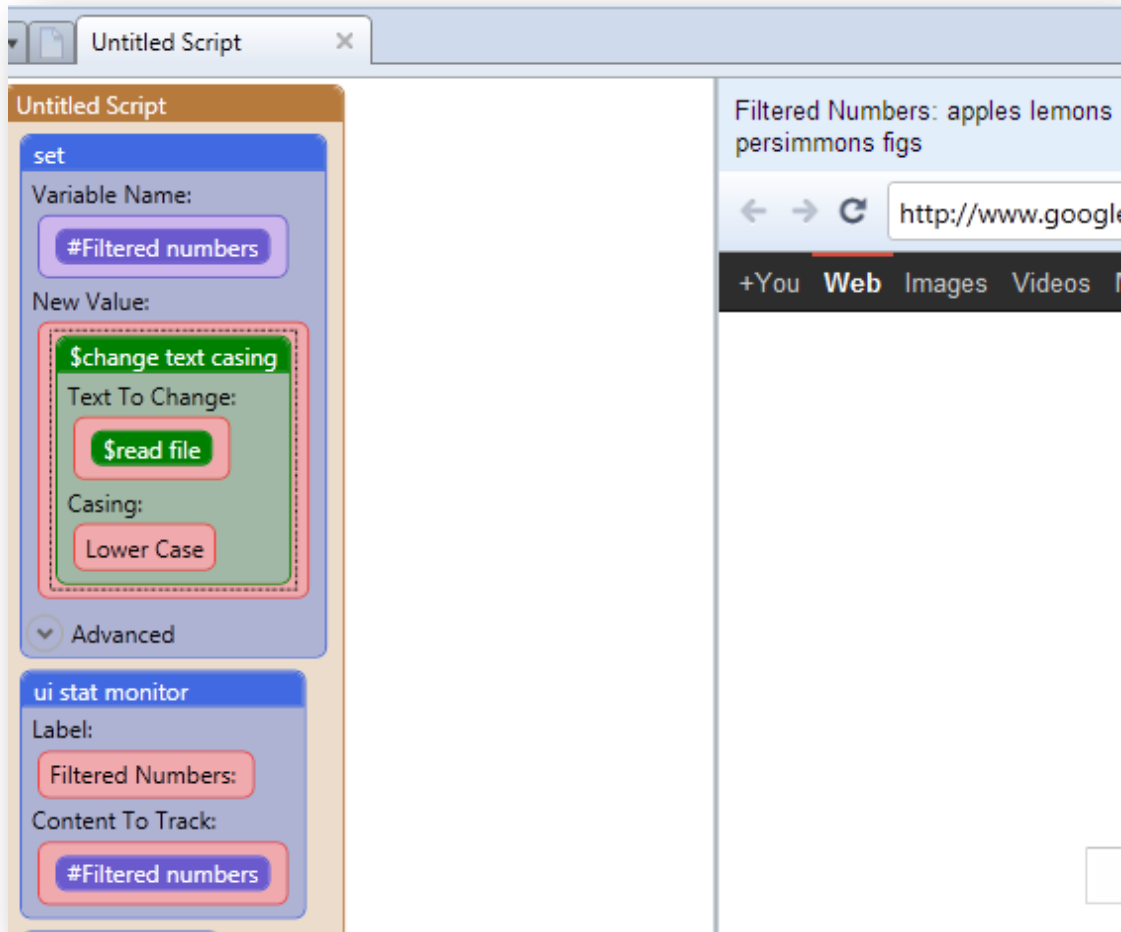 Untitled Script
Untitled Script
set
Variable Name:
#Filtered numbers
New Value:
$change text casing
Text To Change:
$read file
Casing:
Lower Case
Advanced
ui stat monitor
Label:
Filtered Numbers:
Content To Track:
#Filtered numbers
Filtered Numbers: apples lemons
persimmons figs
http://www.google
+You Web Images Videos